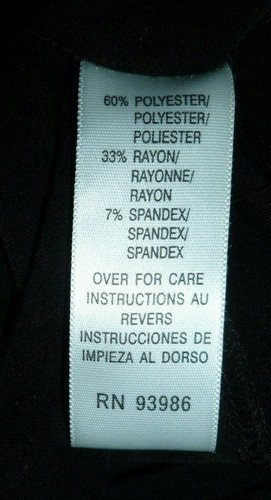 60% POLYESTER/
POLYESTER/
POLIESTER
33% RAYON/
RAYONNE/
RAYON
7% SPANDEX/
SPANDEX/
SPANDEX
OVER FOR CARE
INSTRUCTIONS AU
REVERS
INSTRUCCIONES DE
IMPIEZA AL DORSO
RN 93986